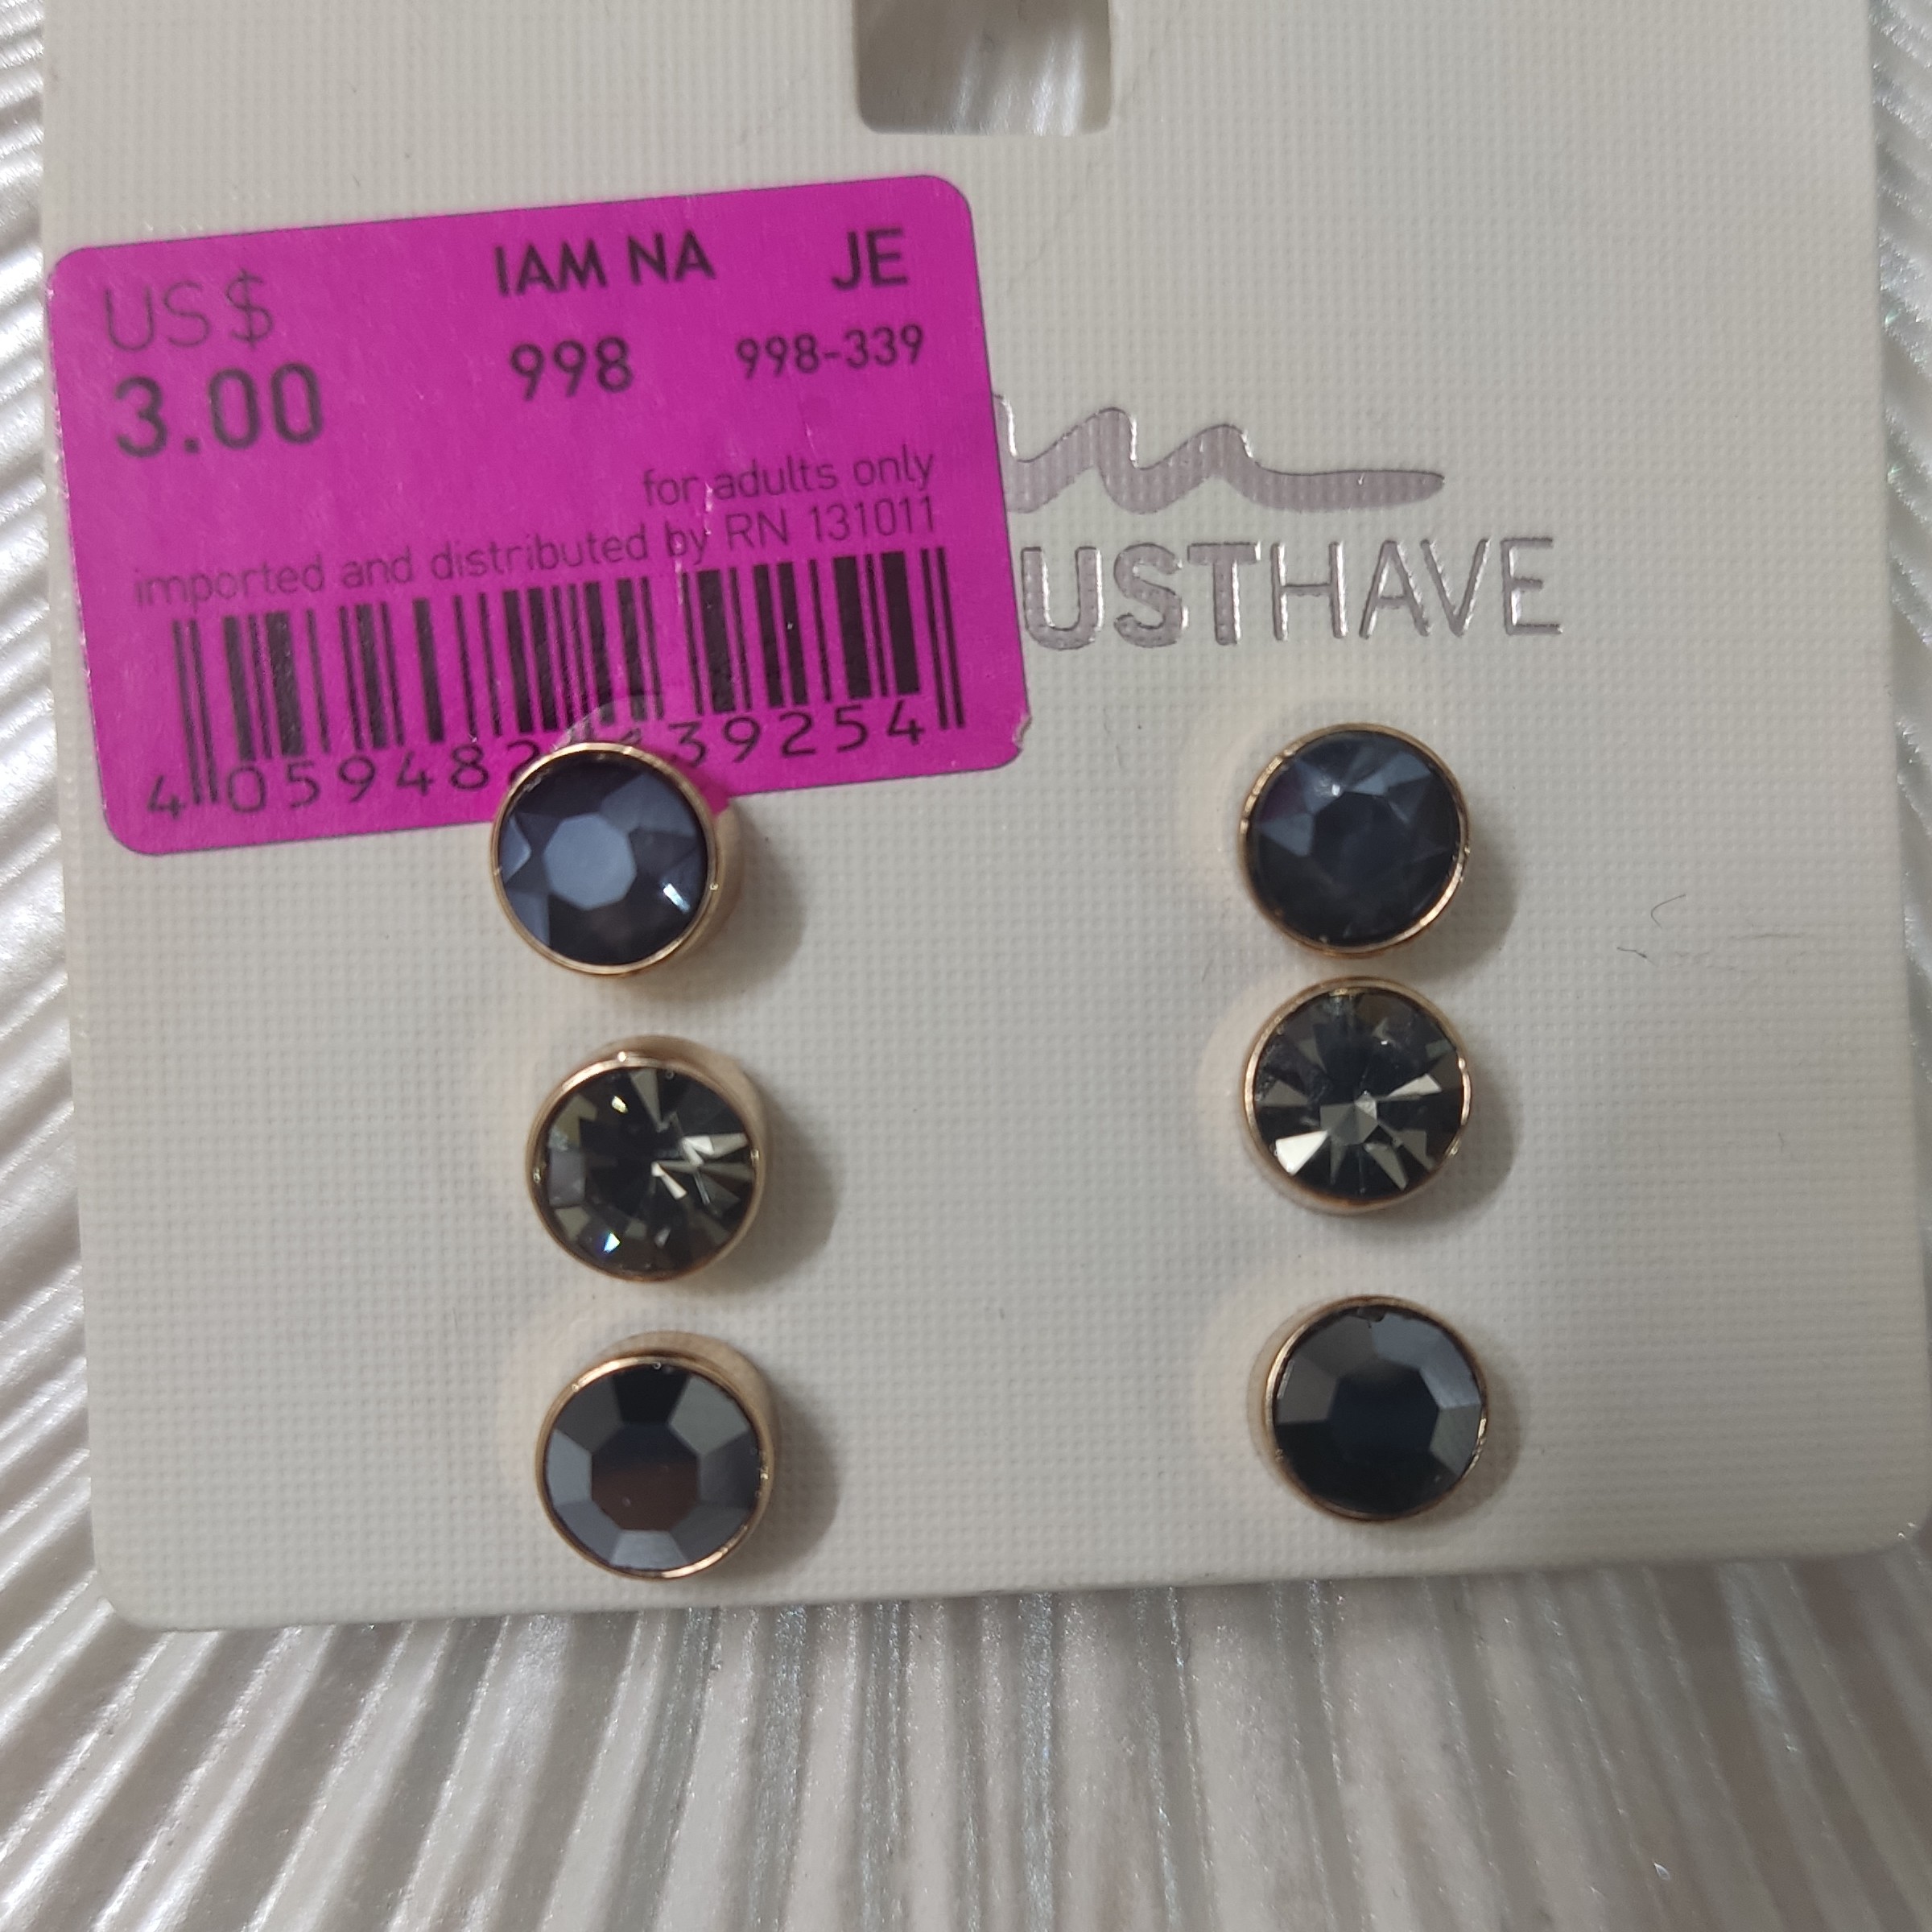 US$ IAM NA JE
3.00 998 998-339
for adults only
imported and distributed by RN 131011
USTHAVE